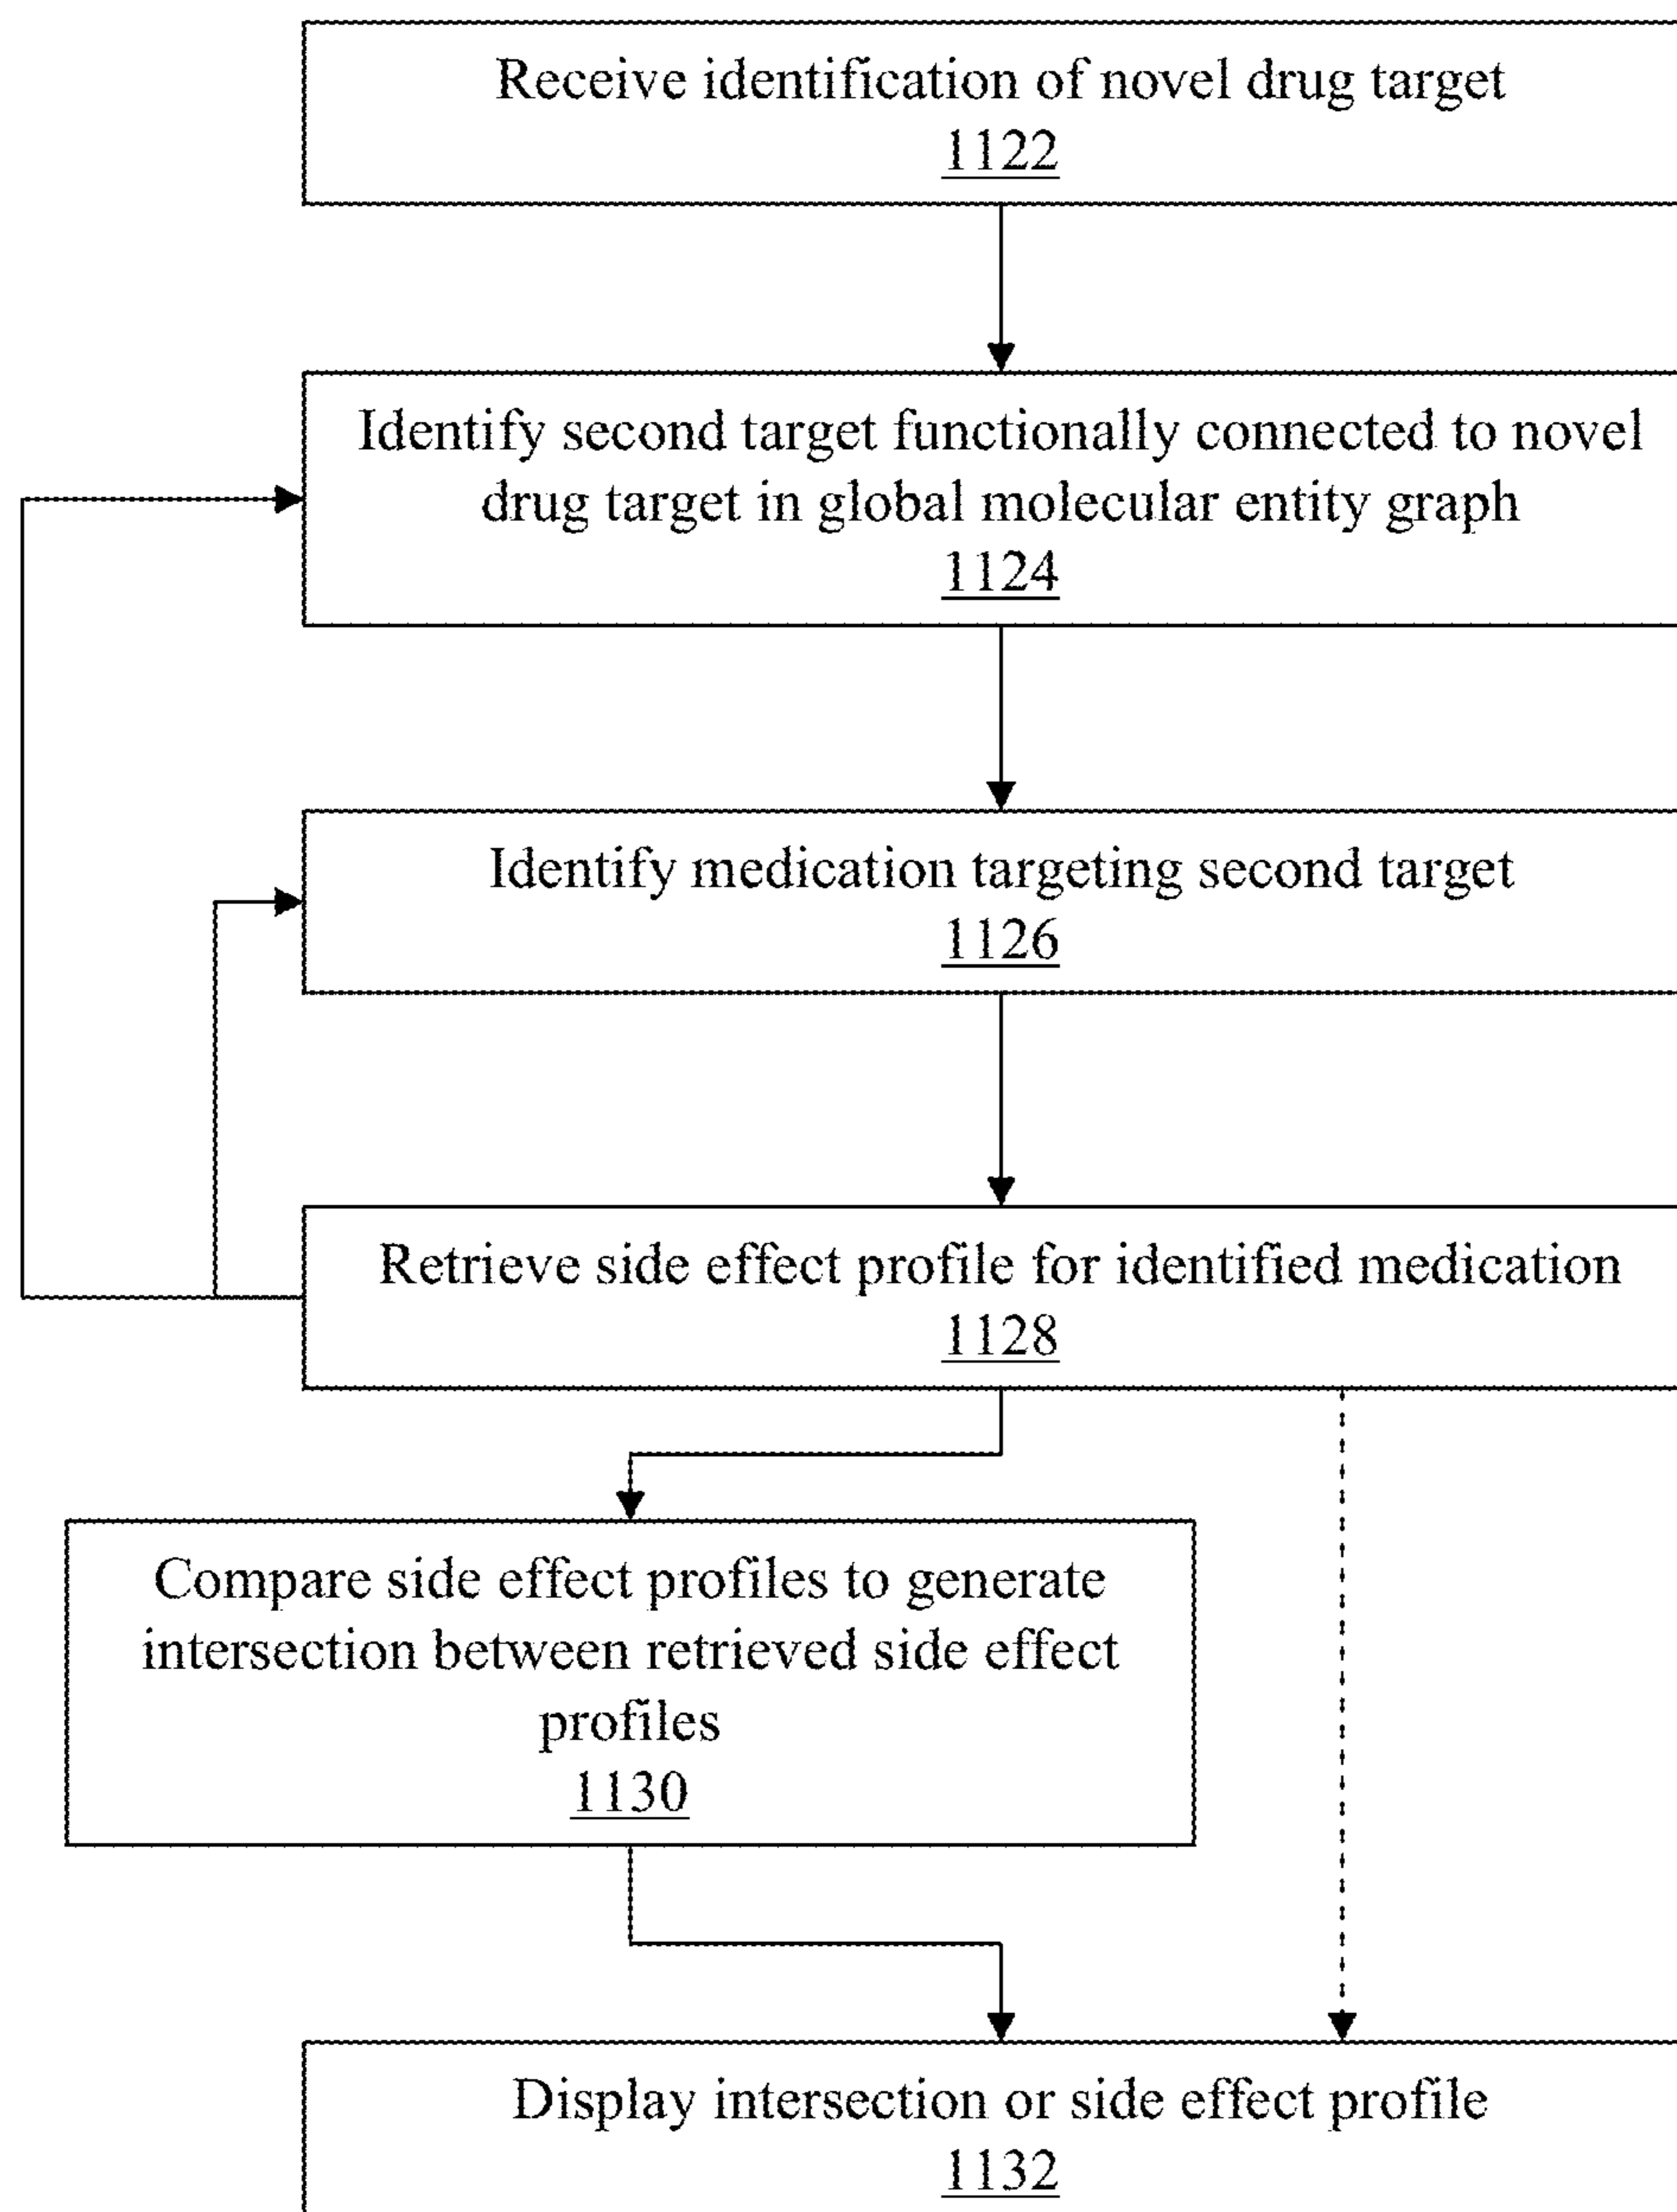 Receive identification of novel drug target
1122
Identify second target functionally connected to novel
drug target in global molecular entity graph
1124
Identify medication targeting second target
1126
Retrieve side effect profile for identified medication
1128
Compare side effect profiles to generate
intersection between retrieved side effect
profiles
1130
Display intersection or side effect profile
1132